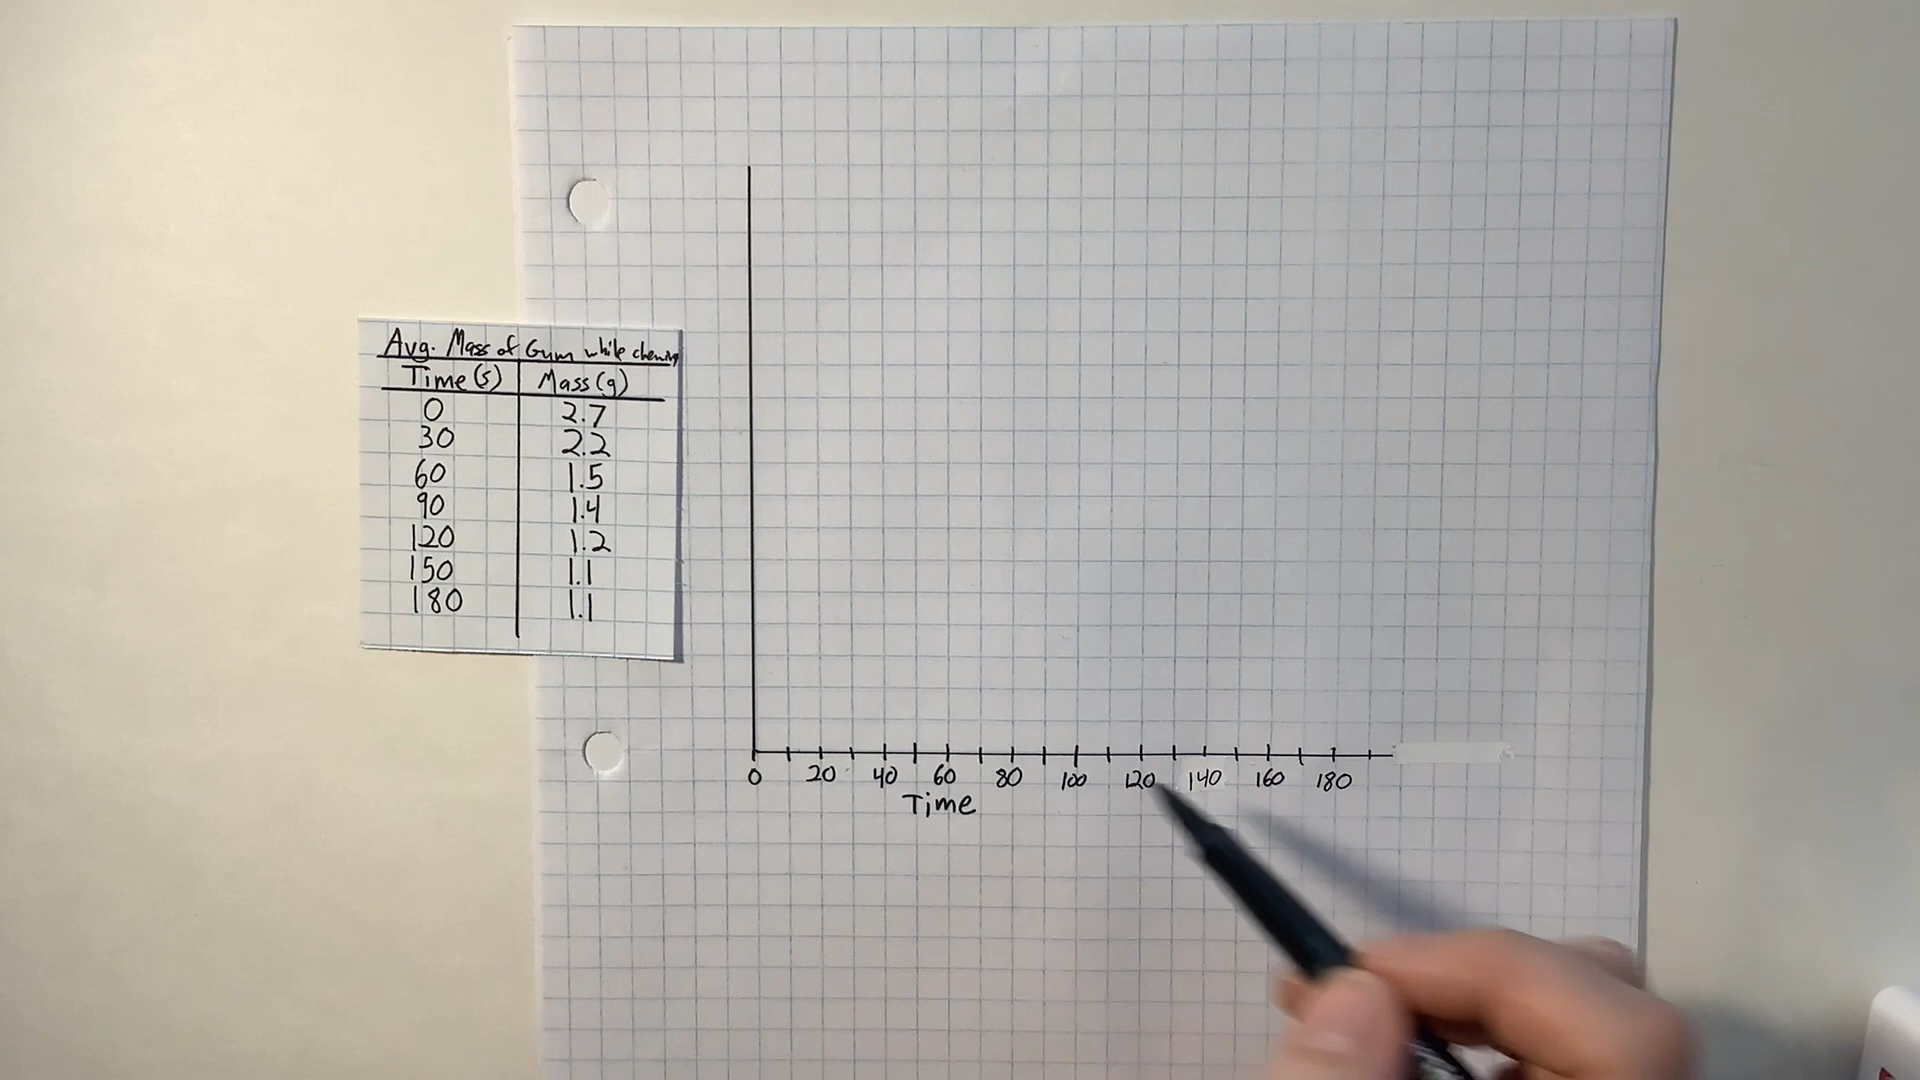 Avg. Mass of Gum while chewing
Time (s) Mass (g)
0 2.7
30 2.2
60 1.5
90 1.4
120 1.2
150 1.1
180 1.1
0 20 40 60 80 100 120 140 160 180
Time